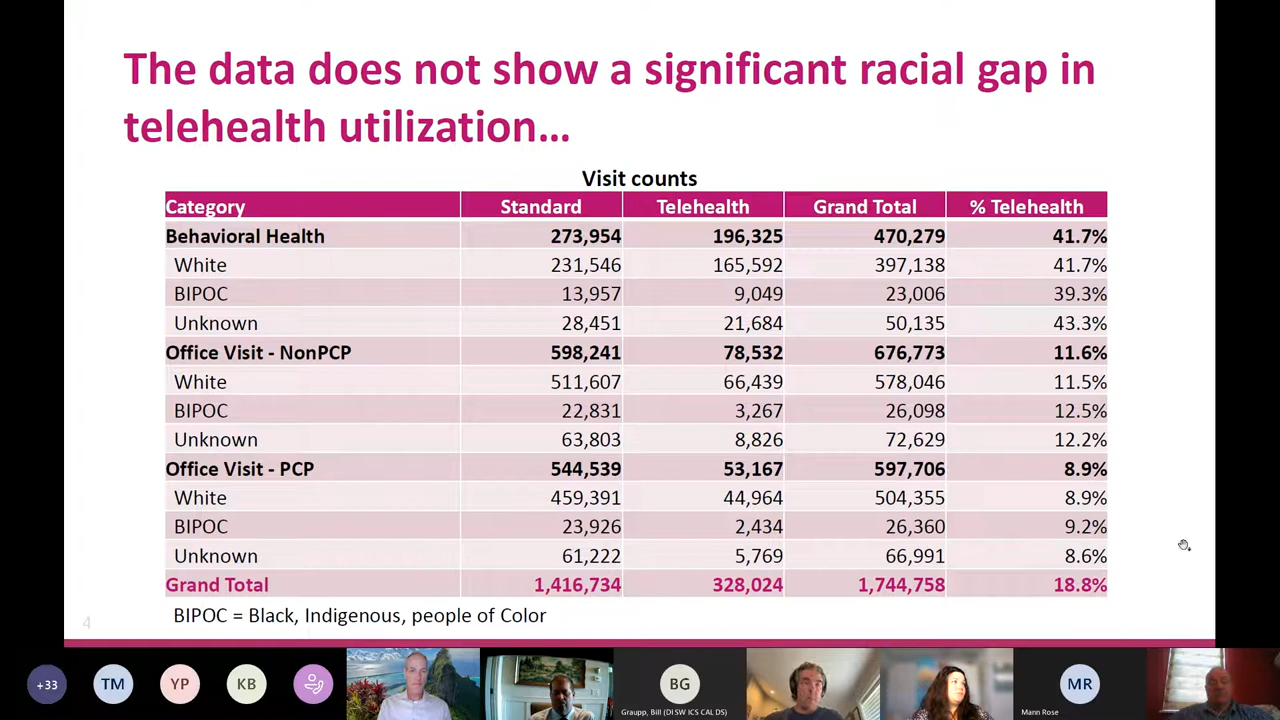 The data does not show a significant racial gap in
telehealth utilization…
Visit counts
Category Standard Telehealth Grand Total % Telehealth
Behavioral Health 273,954 196,325 470,279 41.7%
White 231,546 165,592 397,138 41.7%
BIPOC 13,957 9,049 23,006 39.3%
Unknown 28,451 21,684 50,135 43.3%
Office Visit - NonPCP 598,241 78,532 676,773 11.6%
White 511,607 66,439 578,046 11.5%
BIPOC 22,831 3,267 26,098 12.5%
Unknown 63,803 8,826 72,629 12.2%
Office Visit - PCP 544,539 53,167 597,706 8.9%
White 459,391 44,964 504,355 8.9%
BIPOC 23,926 2,434 26,360 9.2%
Unknown 61,222 5,769 66,991 8.6%
Grand Total 1,416,734 328,024 1,744,758 18.8%
BIPOC = Black, Indigenous, people of Color
4
+33 TM YP KB BG MR
Graupp, Bill (DI SW ICS CAL DS) Mann Rose